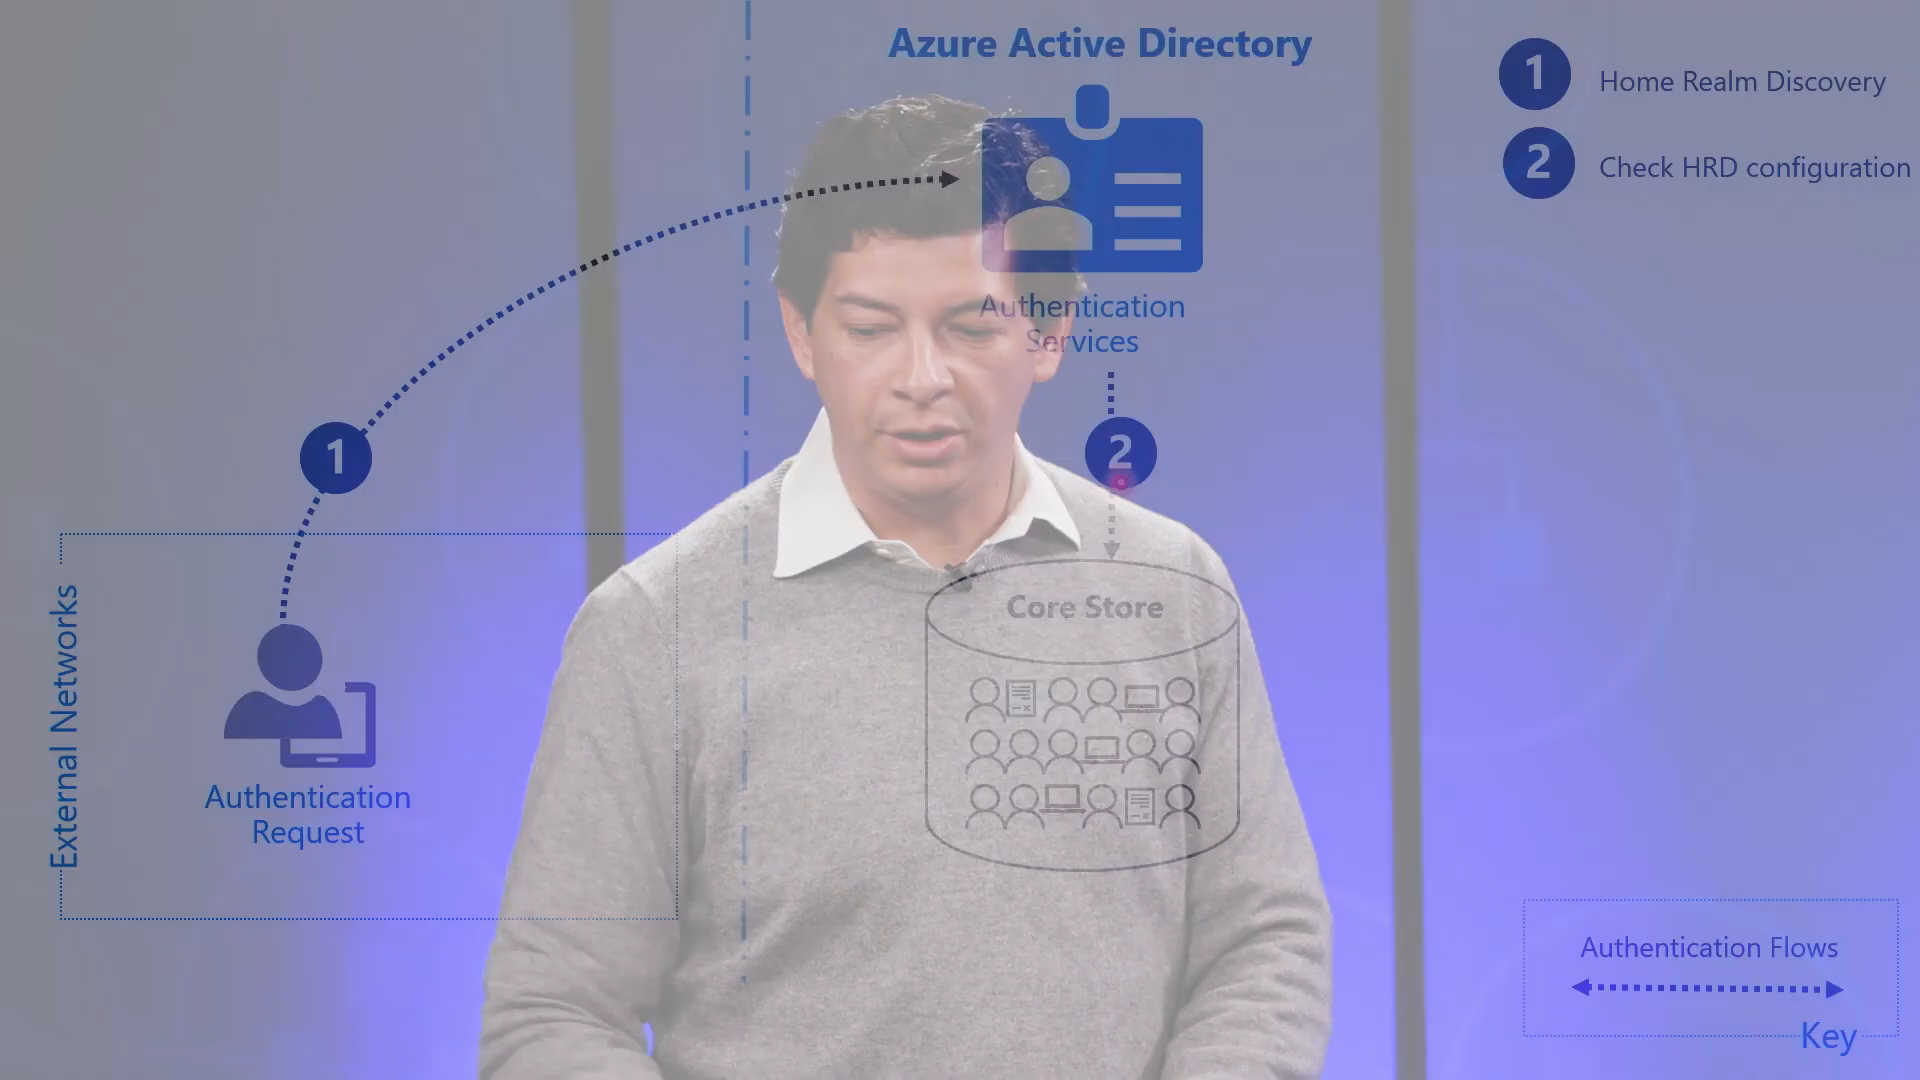 Azure Active Directory
1
Home Realm Discovery
2
Check HRD configuration
Authentication
Services
1
2
Core Store
External Networks
Authentication
Request
Authentication Flows
Key